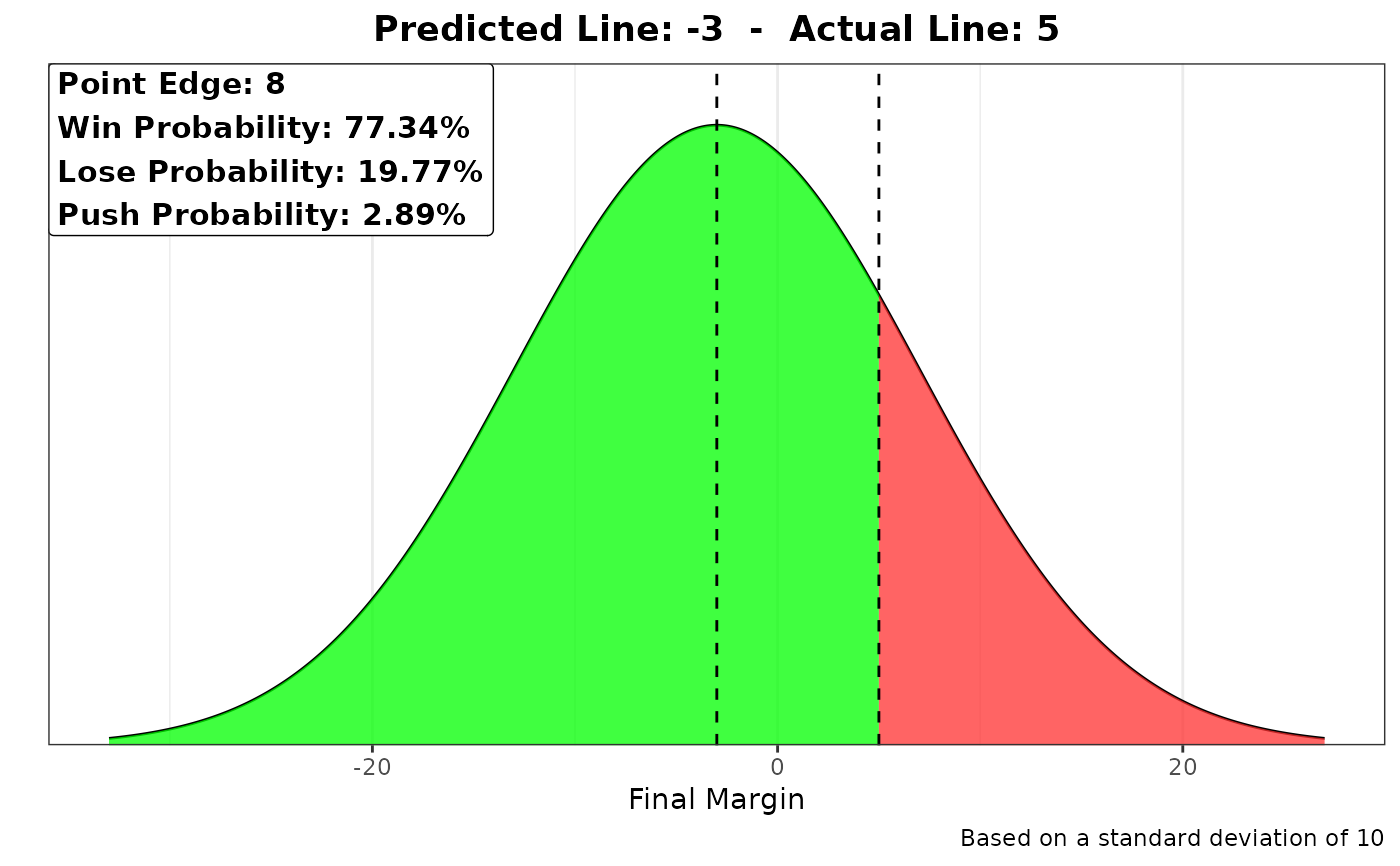 Predicted Line: -3  -  Actual Line: 5
Point Edge: 8
Win Probability: 77.34%
Lose Probability: 19.77%
Push Probability: 2.89%
-20
0
20
Final Margin
Based on a standard deviation of 10